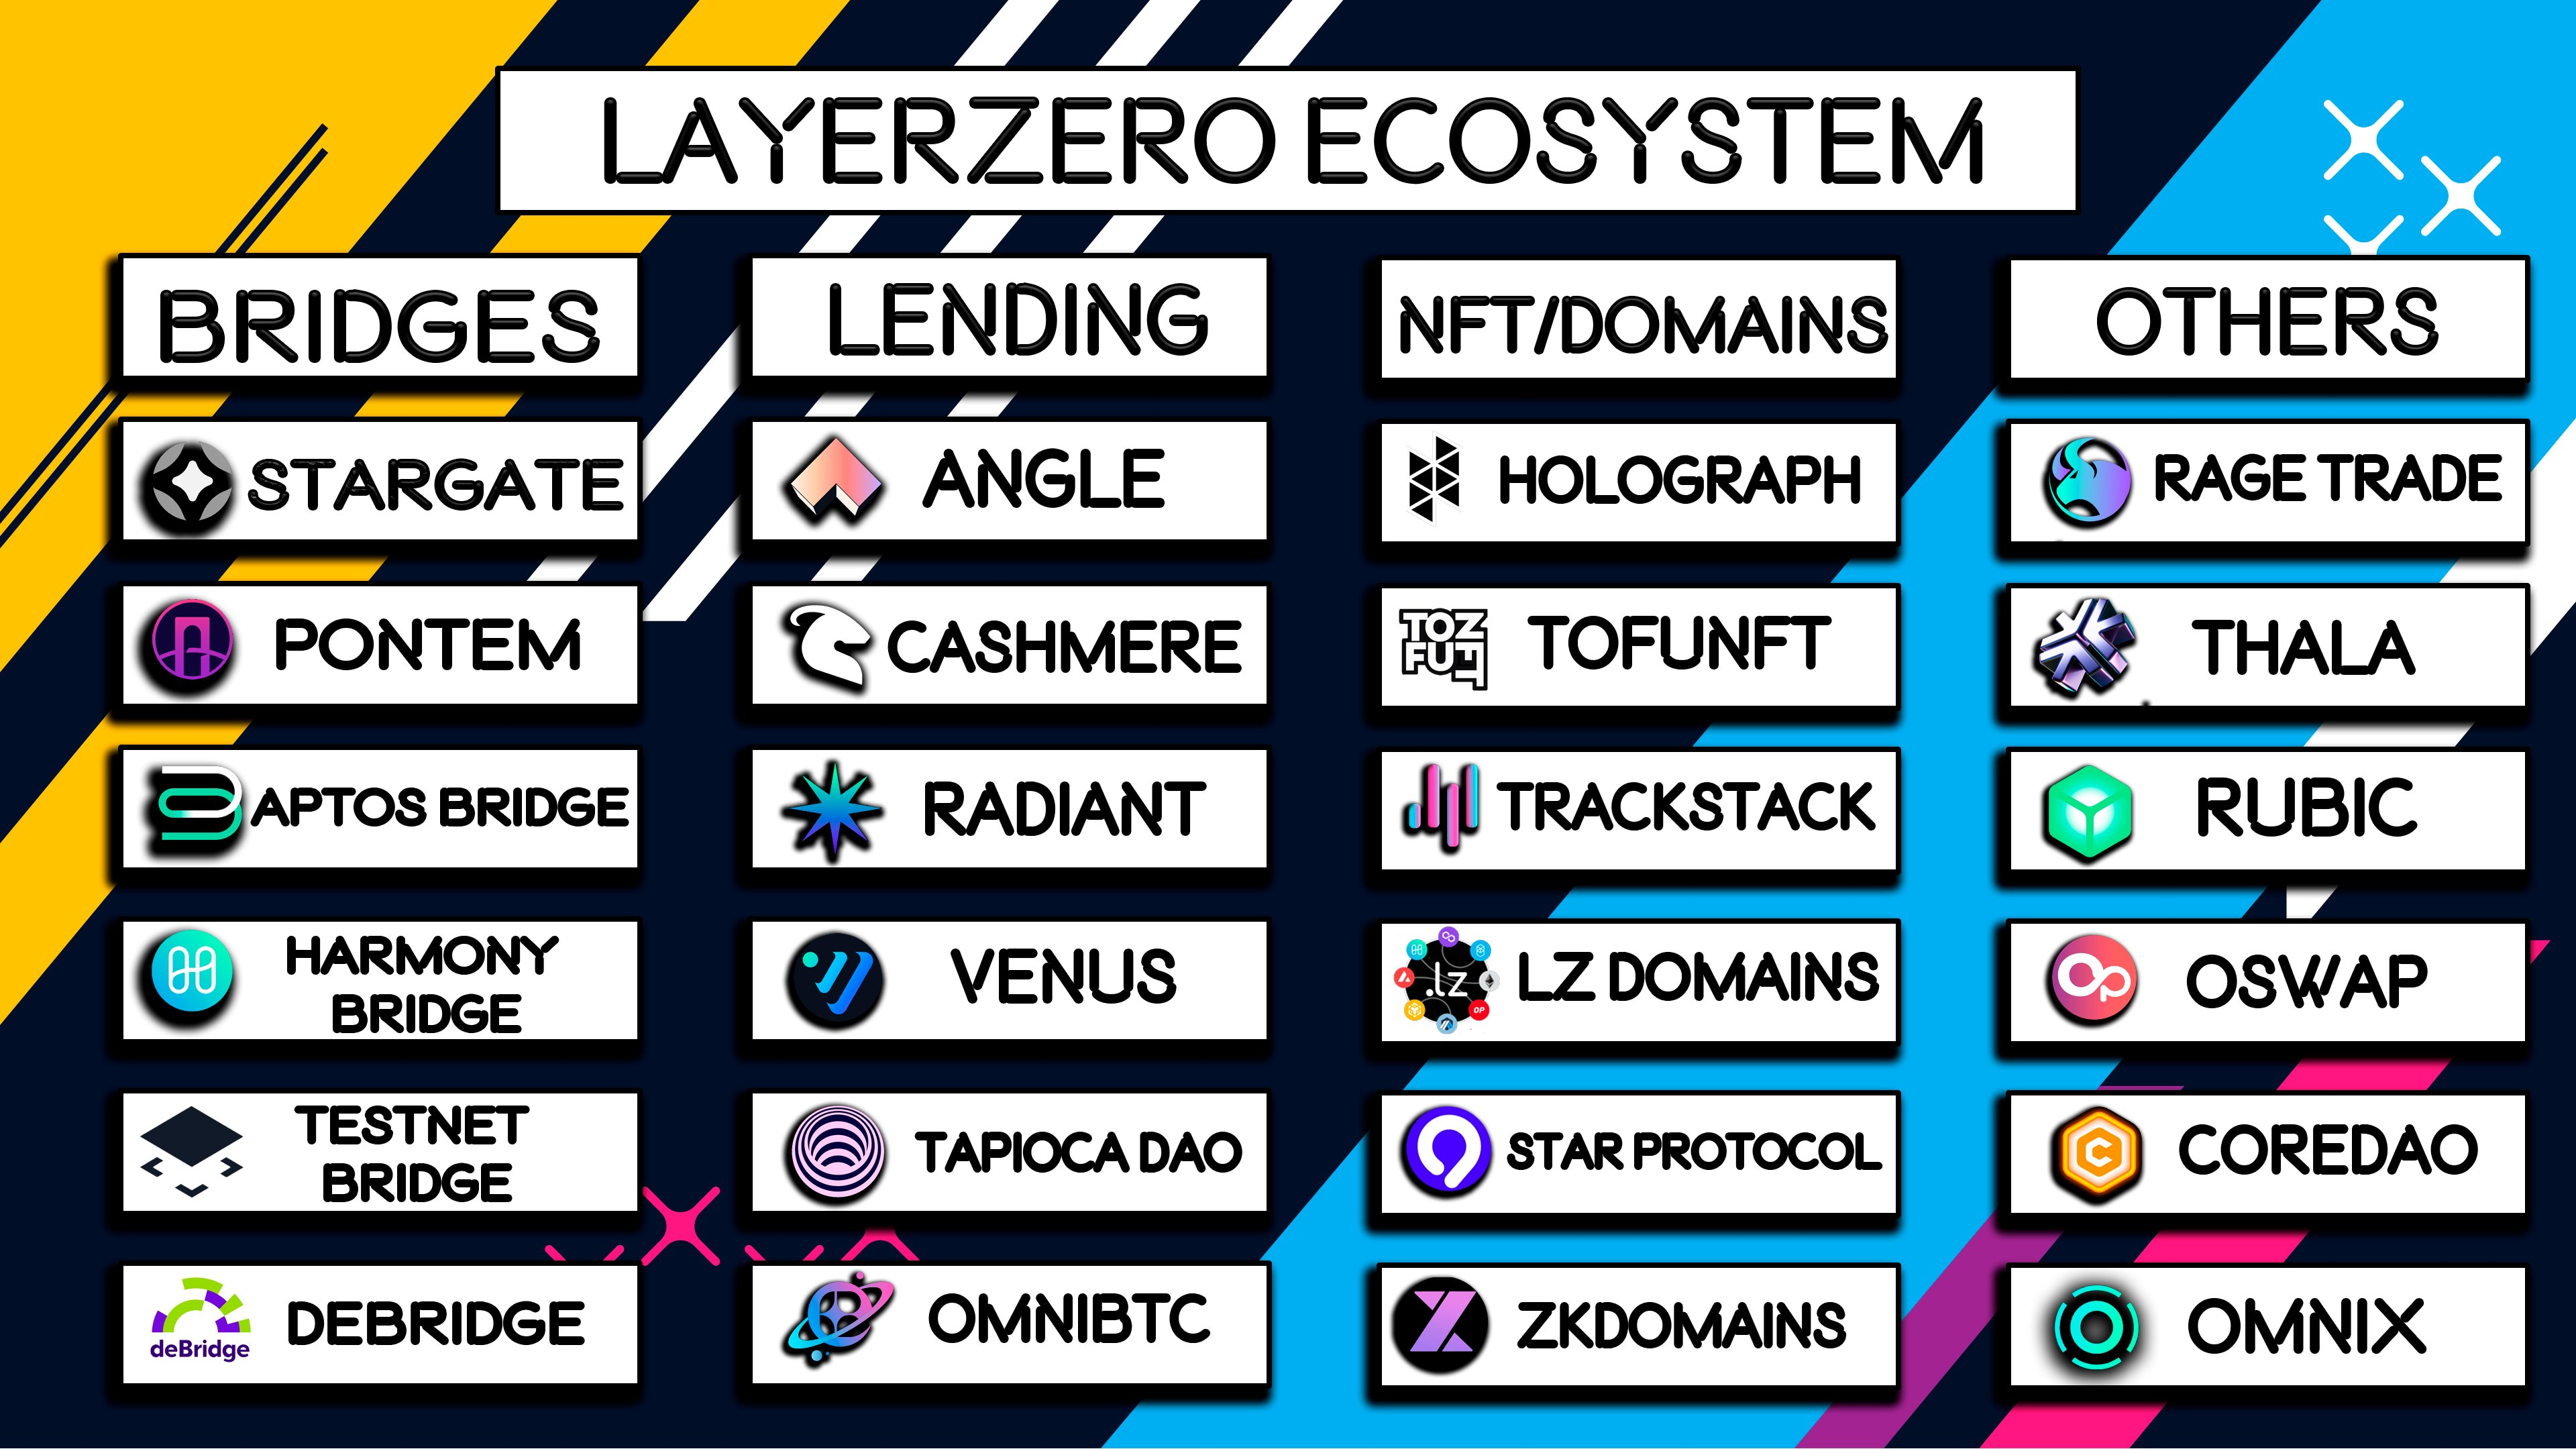 LAYERZERO ECOSYSTEM
BRIDGES
STARGATE
PONTEM
APTOS BRIDGE
HARMONY
BRIDGE
TESTNET
BRIDGE
deBridge
DEBRIDGE
LENDING
ANGLE
CASHMERE
RADIANT
VENUS
TAPIOCA DAO
OMNIBTC
NFT/DOMAINS
HOLOGRAPH
TOFUNFT
TRACKSTACK
.lz
OP
LZ DOMAINS
STAR PROTOCOL
ZKDOMAINS
OTHERS
RAGE TRADE
THALA
RUBIC
OSWAP
COREDAO
OMNIX